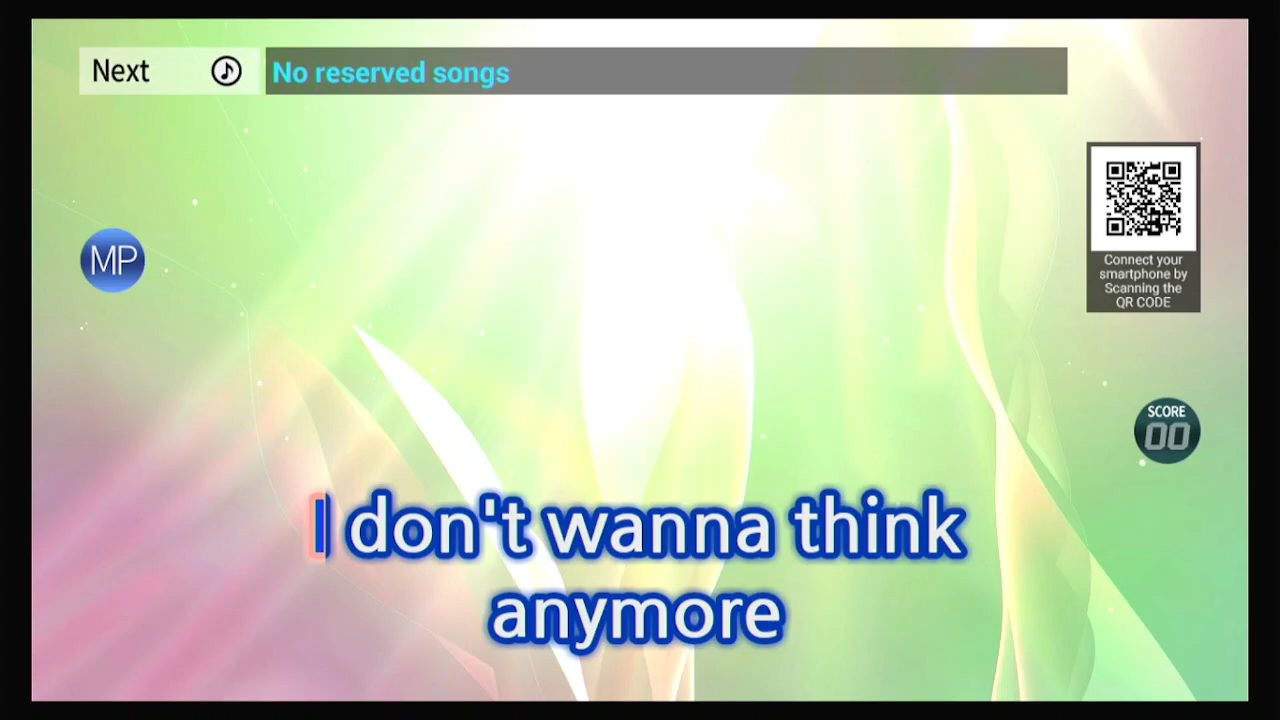 Next
No reserved songs
MP
Connect your
smartphone by
Scanning the
QR CODE
SCORE
00
I don't wanna think
anymore